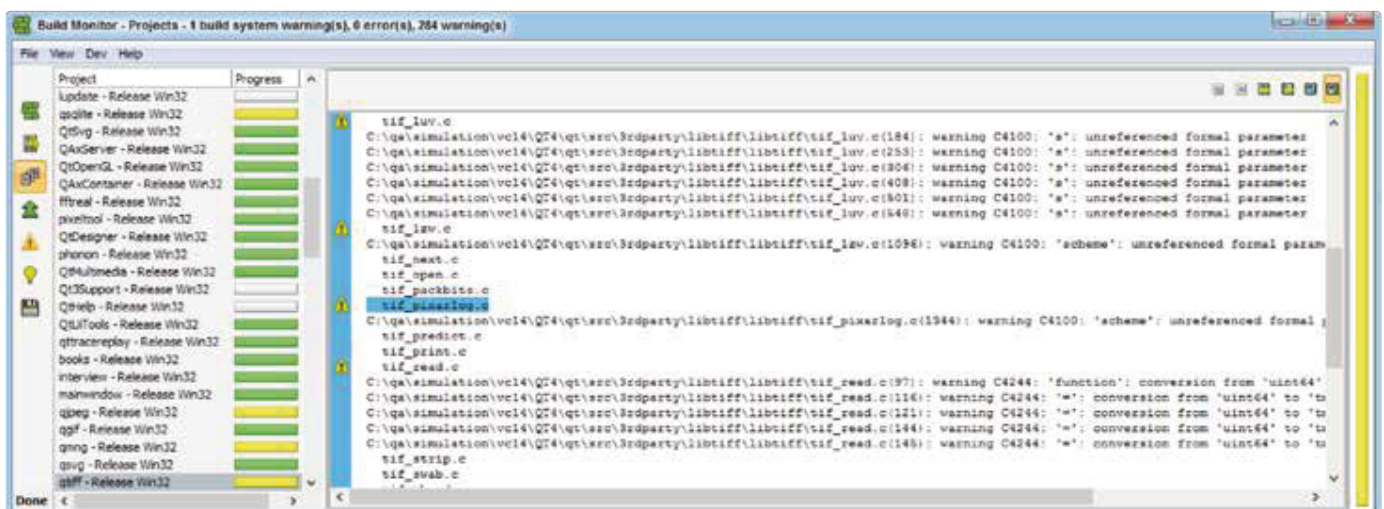 Build Monitor - Projects - 1 build system warning(s), 0 error(s), 284 warning(s)
File View Dev Help
Project Progress
lupdate - Release Win32
qsqlite - Release Win32
QtSvg - Release Win32
QAxServer - Release Win32
QtOpenGL - Release Win32
QAxContainer - Release Win32
fftreal - Release Win32
pixeltool - Release Win32
QtDesigner - Release Win32
phonon - Release Win32
QtMultimedia - Release Win32
Qt3Support - Release Win32
QtHelp - Release Win32
QtUiTools - Release Win32
qttracereplay - Release Win32
books - Release Win32
interview - Release Win32
mainwindow - Release Win32
qjpeg - Release Win32
qgif - Release Win32
qmng - Release Win32
qsvg - Release Win32
qtiff - Release Win32
Done
tif_luv.c
C:\qa\simulation\vc14\QT4\qt\src\3rdparty\libtiff\libtiff\tif_luv.c(184): warning C4100: 's': unreferenced formal parameter
C:\qa\simulation\vc14\QT4\qt\src\3rdparty\libtiff\libtiff\tif_luv.c(253): warning C4100: 's': unreferenced formal parameter
C:\qa\simulation\vc14\QT4\qt\src\3rdparty\libtiff\libtiff\tif_luv.c(306): warning C4100: 's': unreferenced formal parameter
C:\qa\simulation\vc14\QT4\qt\src\3rdparty\libtiff\libtiff\tif_luv.c(408): warning C4100: 's': unreferenced formal parameter
C:\qa\simulation\vc14\QT4\qt\src\3rdparty\libtiff\libtiff\tif_luv.c(501): warning C4100: 's': unreferenced formal parameter
C:\qa\simulation\vc14\QT4\qt\src\3rdparty\libtiff\libtiff\tif_luv.c(548): warning C4100: 's': unreferenced formal parameter
tif_lzw.c
C:\qa\simulation\vc14\QT4\qt\src\3rdparty\libtiff\libtiff\tif_lzw.c(1096): warning C4100: 'scheme': unreferenced formal param
tif_next.c
tif_open.c
tif_packbits.c
tif_pixarlog.c
C:\qa\simulation\vc14\QT4\qt\src\3rdparty\libtiff\libtiff\tif_pixarlog.c(1344): warning C4100: 'scheme': unreferenced formal
tif_predict.c
tif_print.c
tif_read.c
C:\qa\simulation\vc14\QT4\qt\src\3rdparty\libtiff\libtiff\tif_read.c(97): warning C4244: 'function': conversion from 'uint64'
C:\qa\simulation\vc14\QT4\qt\src\3rdparty\libtiff\libtiff\tif_read.c(116): warning C4244: '=': conversion from 'uint64' to
C:\qa\simulation\vc14\QT4\qt\src\3rdparty\libtiff\libtiff\tif_read.c(121): warning C4244: '=': conversion from 'uint64' to
C:\qa\simulation\vc14\QT4\qt\src\3rdparty\libtiff\libtiff\tif_read.c(144): warning C4244: '=': conversion from 'uint64' to
C:\qa\simulation\vc14\QT4\qt\src\3rdparty\libtiff\libtiff\tif_read.c(145): warning C4244: '=': conversion from 'uint64' to
tif_strip.c
tif_swab.c